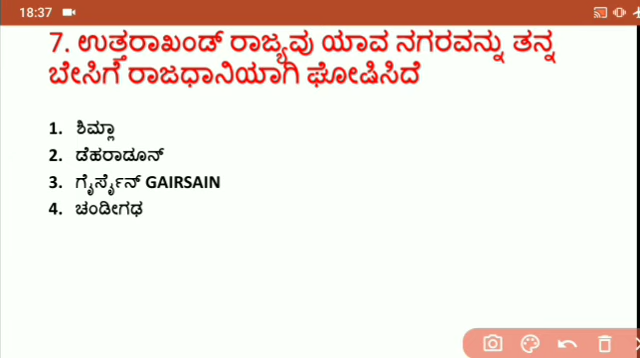 18:37
7. ಉತ್ತರಾಖಂಡ್ ರಾಜ್ಯವು ಯಾವ ನಗರವನ್ನು ತನ್ನ
ಬೇಸಿಗೆ ರಾಜಧಾನಿಯಾಗಿ ಘೋಷಿಸಿದೆ
1. ಶಿಮ್ಲಾ
2. ಡೆಹರಾಡೂನ್
3. ಗೈರ್ಸೈನ್ GAIRSAIN
4. ಚಂಡೀಗಢ